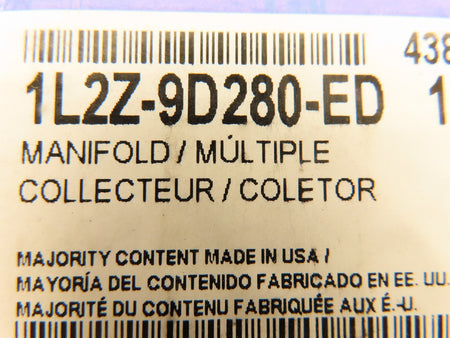 438
1L2Z-9D280-ED 1
MANIFOLD / MÚLTIPLE
COLLECTEUR / COLETOR
MAJORITY CONTENT MADE IN USA /
MAYORÍA DEL CONTENIDO FABRICADO EN EE. UU.
MAJORITÉ DU CONTENU FABRIQUÉE AUX É.-U.